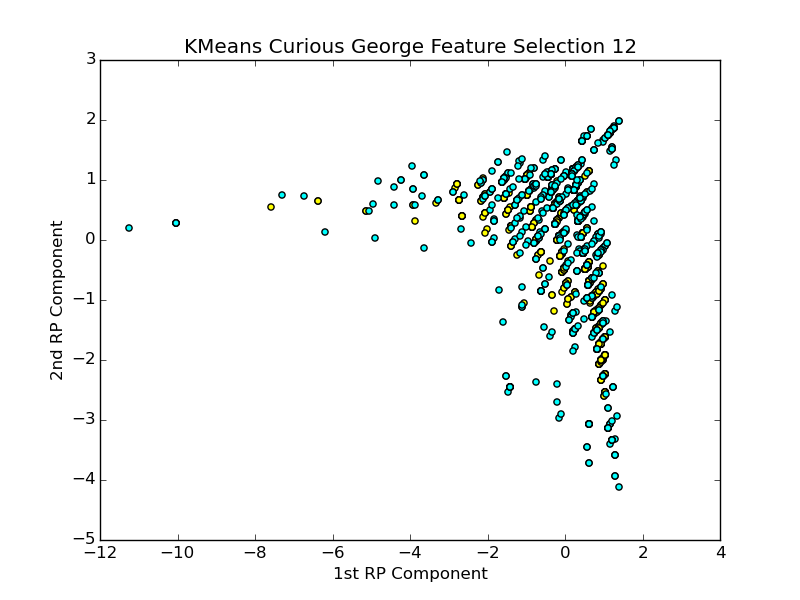 KMeans Curious George Feature Selection 12
3
2
1
0
−1
−2
−3
−4
−5
2nd RP Component
−12 −10 −8 −6 −4 −2 0 2 4
1st RP Component